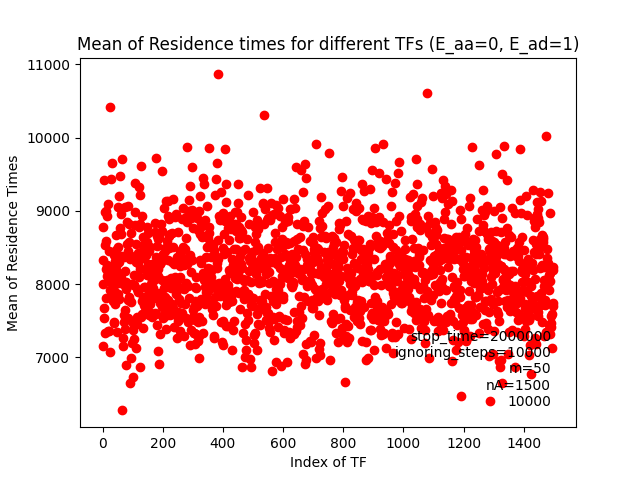 Mean of Residence times for different TFs (E_aa=0, E_ad=1)
11000
10000
9000
8000
7000
Mean of Residence Times
stop_time=2000000
ignoring_steps=10000
m=50
nA=1500
10000
0 200 400 600 800 1000 1200 1400
Index of TF